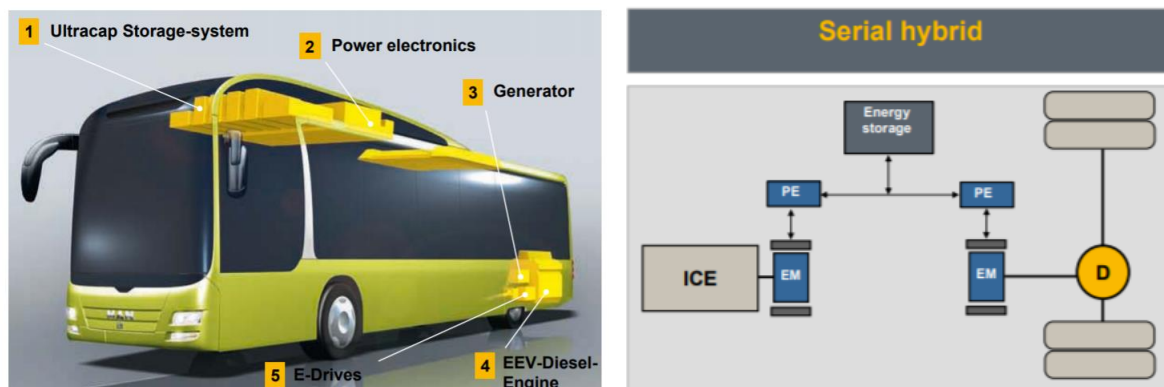 1 Ultracap Storage-system
2 Power electronics
3 Generator
MAN
5 E-Drives
4 EEV-Diesel-
Engine
Serial hybrid
Energy
storage
PE
PE
ICE
EM
EM
D